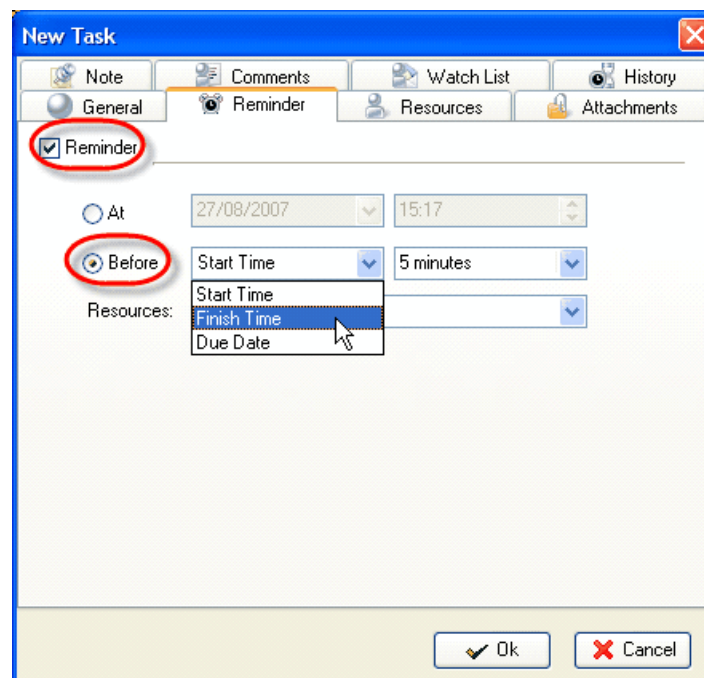 New Task
Note Comments Watch List History
General Reminder Resources Attachments
Reminder
At 27/08/2007 15:17
Before Start Time 5 minutes
Start Time
Resources: Finish Time
Due Date
Ok Cancel